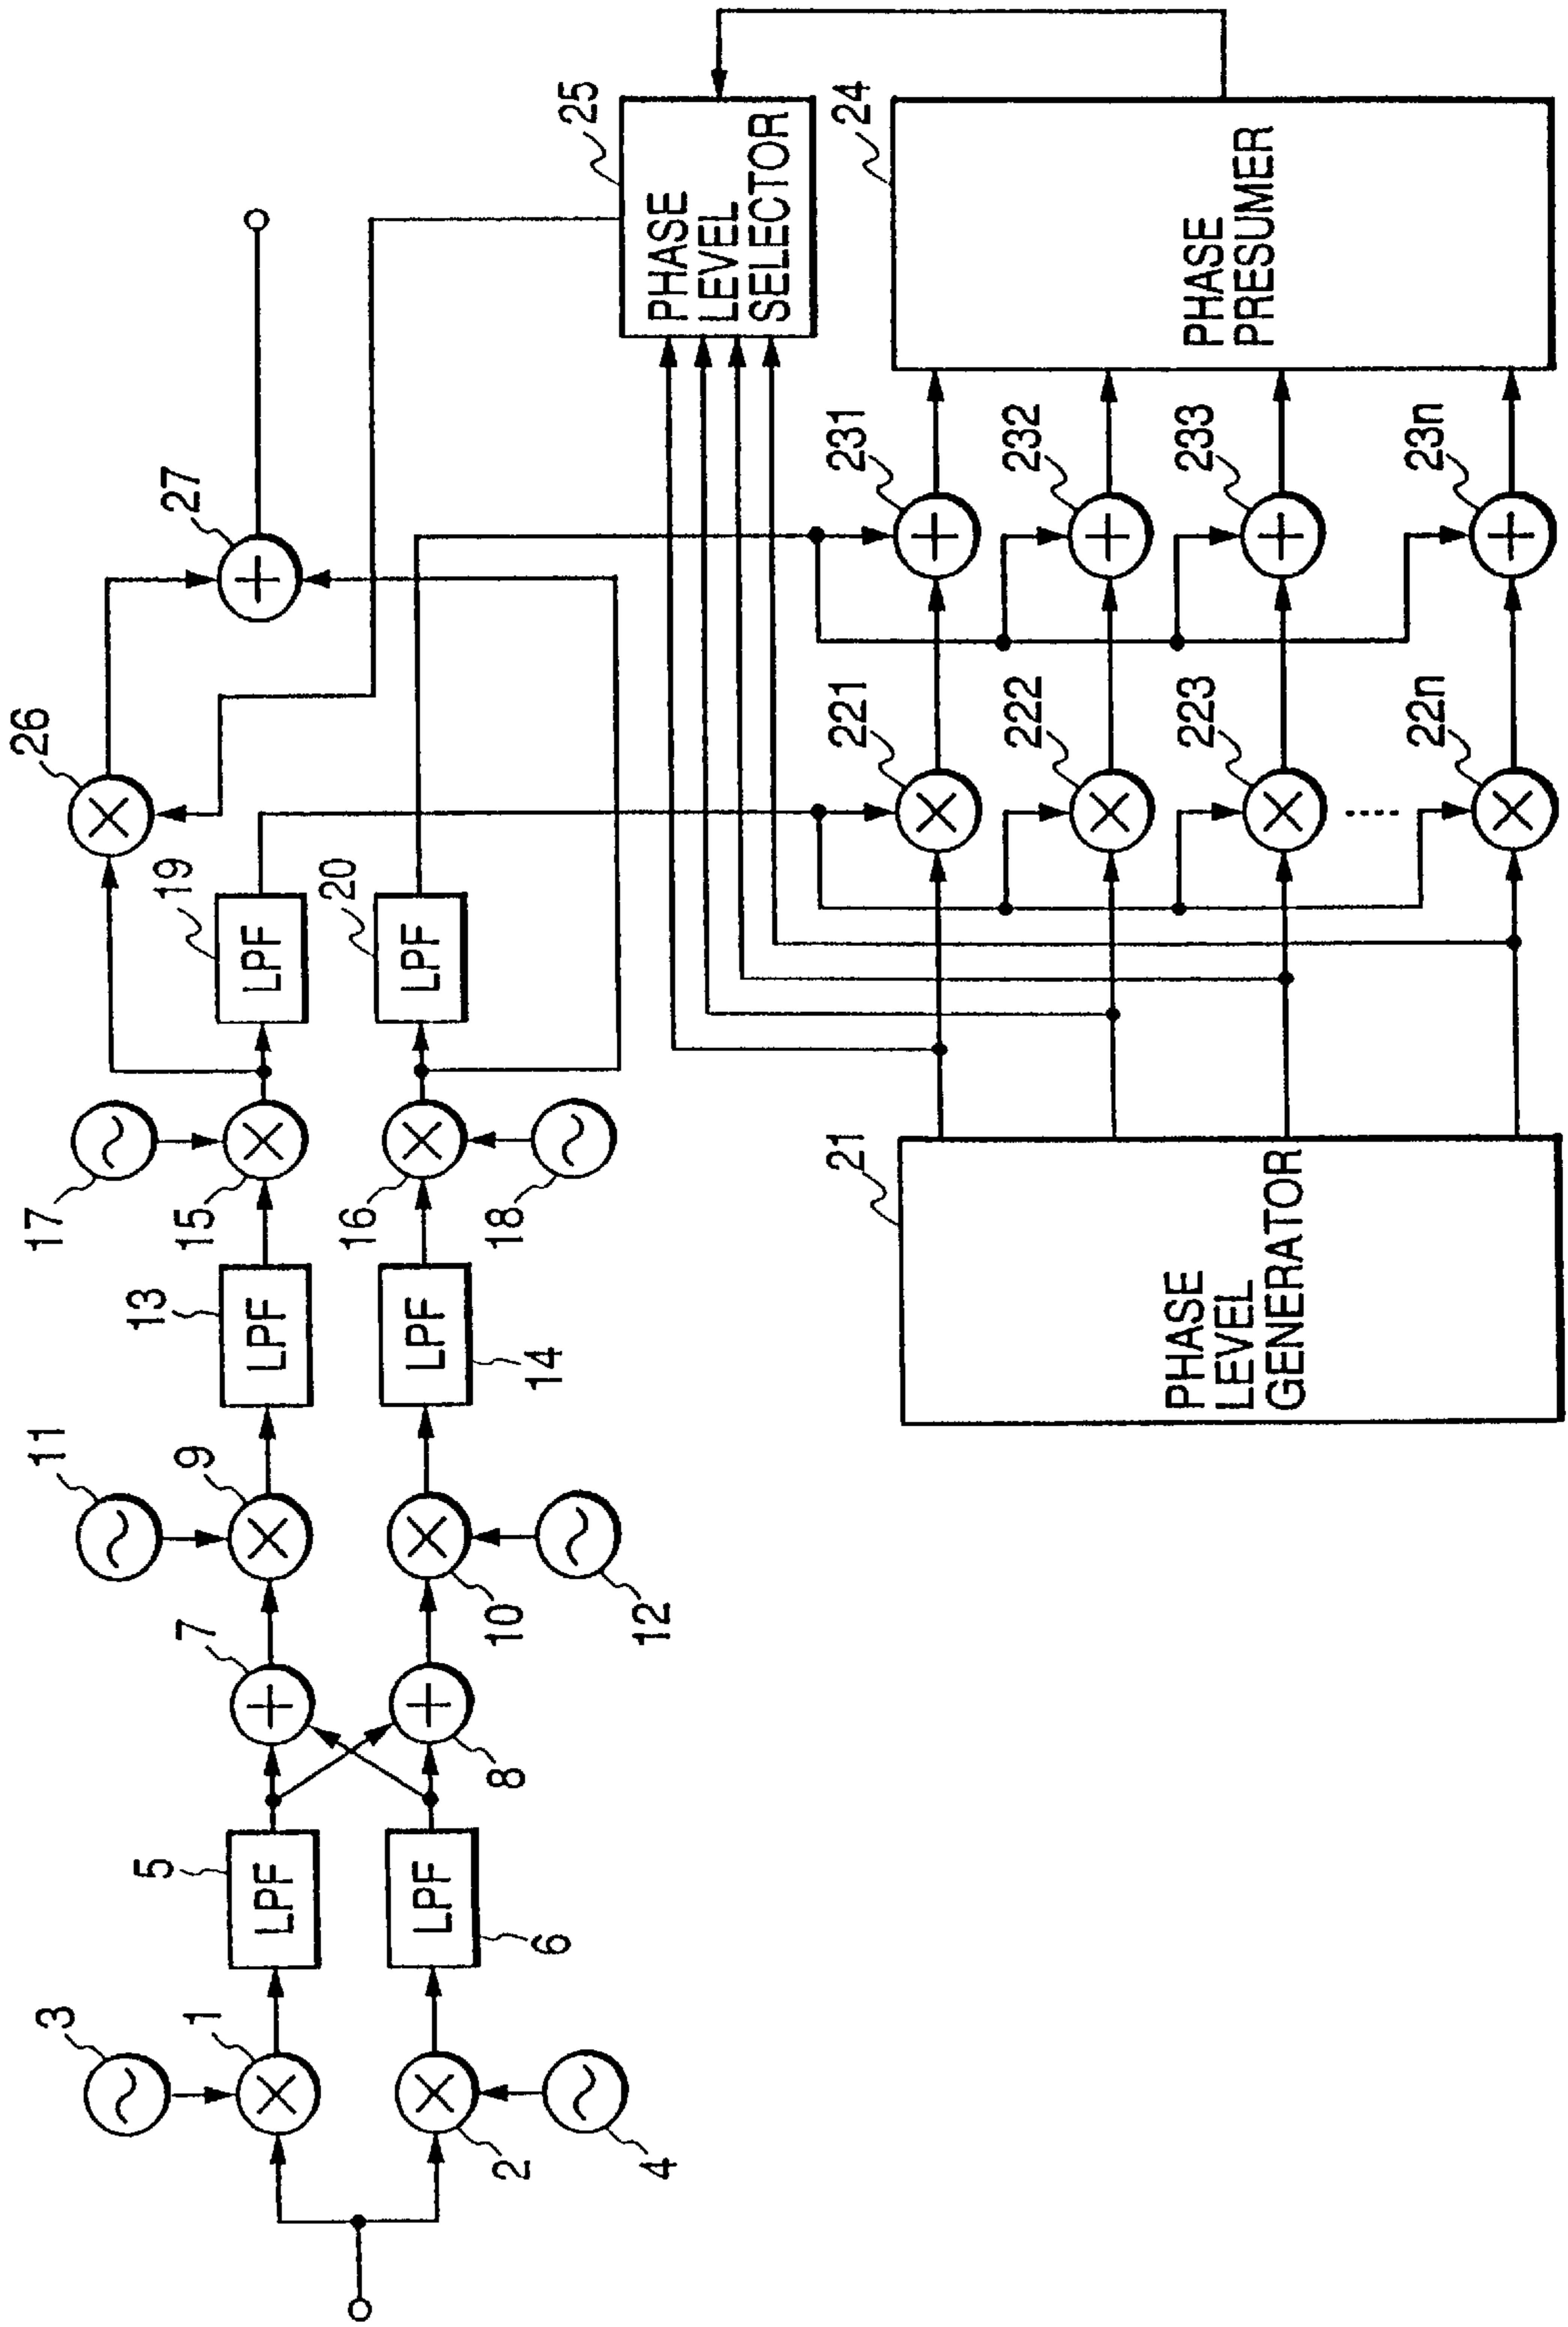 3
1
2
4
5
LPF
LPF
6
7
8
11
9
10
12
13
LPF
LPF
14
17
15
16
18
19
LPF
20
LPF
26
27
25
PHASE
LEVEL
SELECTOR
21
PHASE
LEVEL
GENERATOR
221
222
223
22n
231
232
233
23n
24
PHASE
PRESUMER